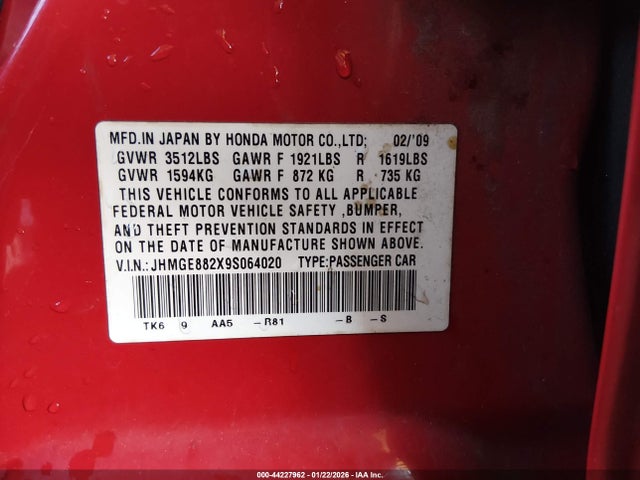 MFD.IN JAPAN BY HONDA MOTOR CO.,LTD; 02/'09
GVWR 3512LBS GAWR F 1921LBS R 1619LBS
GVWR 1594KG GAWR F 872 KG R 735 KG
THIS VEHICLE CONFORMS TO ALL APPLICABLE
FEDERAL MOTOR VEHICLE SAFETY ,BUMPER,
AND THEFT PREVENTION STANDARDS IN EFFECT
ON THE DATE OF MANUFACTURE SHOWN ABOVE.
V.I.N.: JHMGE882X9S064020 TYPE:PASSENGER CAR
TK6 9 AA5 -R81 -B -S
000-44227962 - 01/22/2026 - IAA Inc.